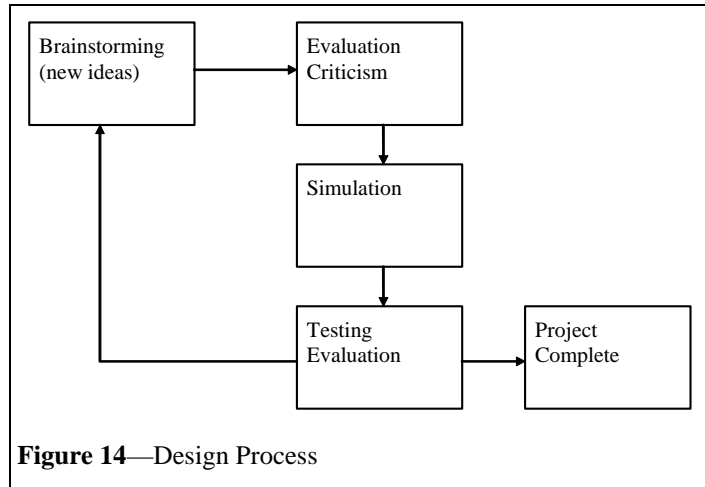 Brainstorming
(new ideas)
Evaluation
Criticism
Simulation
Testing
Evaluation
Project
Complete
Figure 14—Design Process